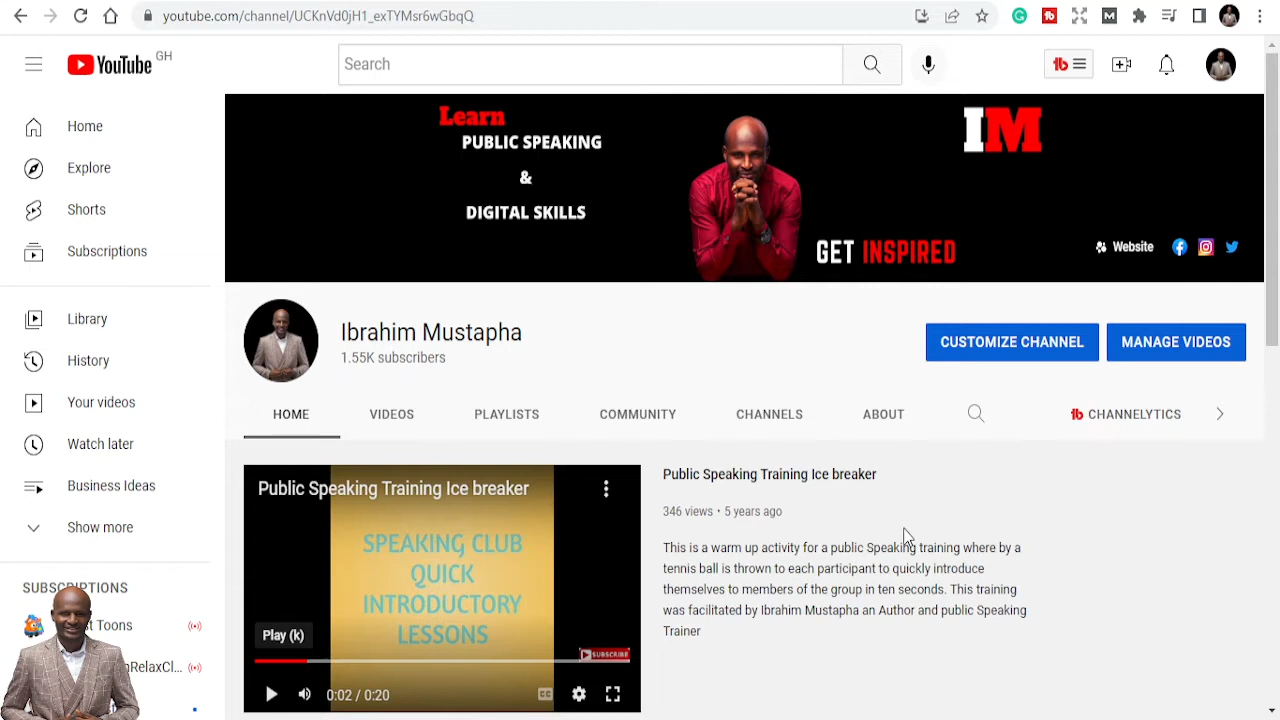 youtube.com/channel/UCKnVd0jH1_exTYMsr6wGbqQ
YouTube GH
Search
Home
Explore
Shorts
Subscriptions
Library
History
Your videos
Watch later
Business Ideas
Show more
SUBSCRIPTIONS
Toons
Learn
PUBLIC SPEAKING
&
DIGITAL SKILLS
IM
GET INSPIRED
Website
Ibrahim Mustapha
1.55K subscribers
CUSTOMIZE CHANNEL
MANAGE VIDEOS
HOME
VIDEOS
PLAYLISTS
COMMUNITY
CHANNELS
ABOUT
CHANNELYTICS
Public Speaking Training Ice breaker
SPEAKING CLUB
QUICK
INTRODUCTORY
LESSONS
Play (k)
SUBSCRIBE
0:02 / 0:20
Public Speaking Training Ice breaker
346 views • 5 years ago
This is a warm up activity for a public Speaking training where by a
tennis ball is thrown to each participant to quickly introduce
themselves to members of the group in ten seconds. This training
was facilitated by Ibrahim Mustapha an Author and public Speaking
Trainer